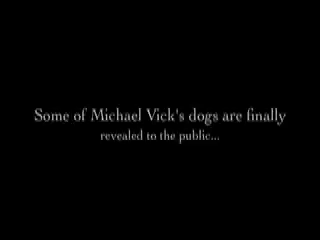 Some of Michael Vick's dogs are finally
revealed to the public...